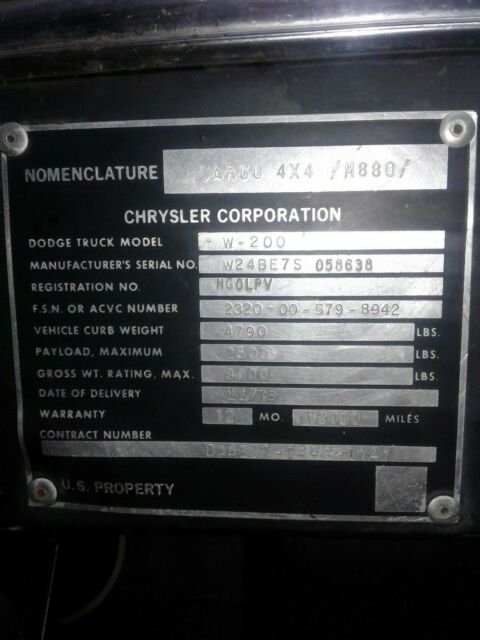 NOMENCLATURE CARGO 4X4 /M880/
CHRYSLER CORPORATION
DODGE TRUCK MODEL W-200
MANUFACTURER'S SERIAL NO. W24BE7S 058638
REGISTRATION NO. NG0LPV
F.S.N. OR ACVC NUMBER 2320-00-579-8942
VEHICLE CURB WEIGHT 4790 LBS.
PAYLOAD, MAXIMUM LBS.
GROSS WT. RATING, MAX. LBS.
DATE OF DELIVERY
WARRANTY 12 MO. 12000 MILES
CONTRACT NUMBER
U.S. PROPERTY